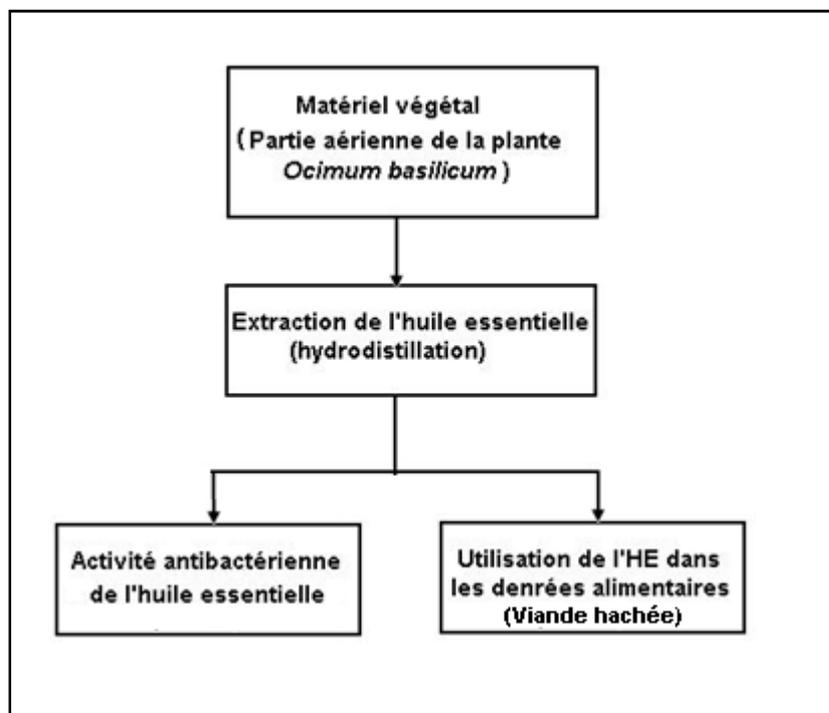 Matériel végétal
( Partie aérienne de la plante
Ocimum basilicum )
Extraction de l'huile essentielle
(hydrodistillation)
Activité antibactérienne
de l'huile essentielle
Utilisation de l'HE dans
les denrées alimentaires
(Viande hachée)